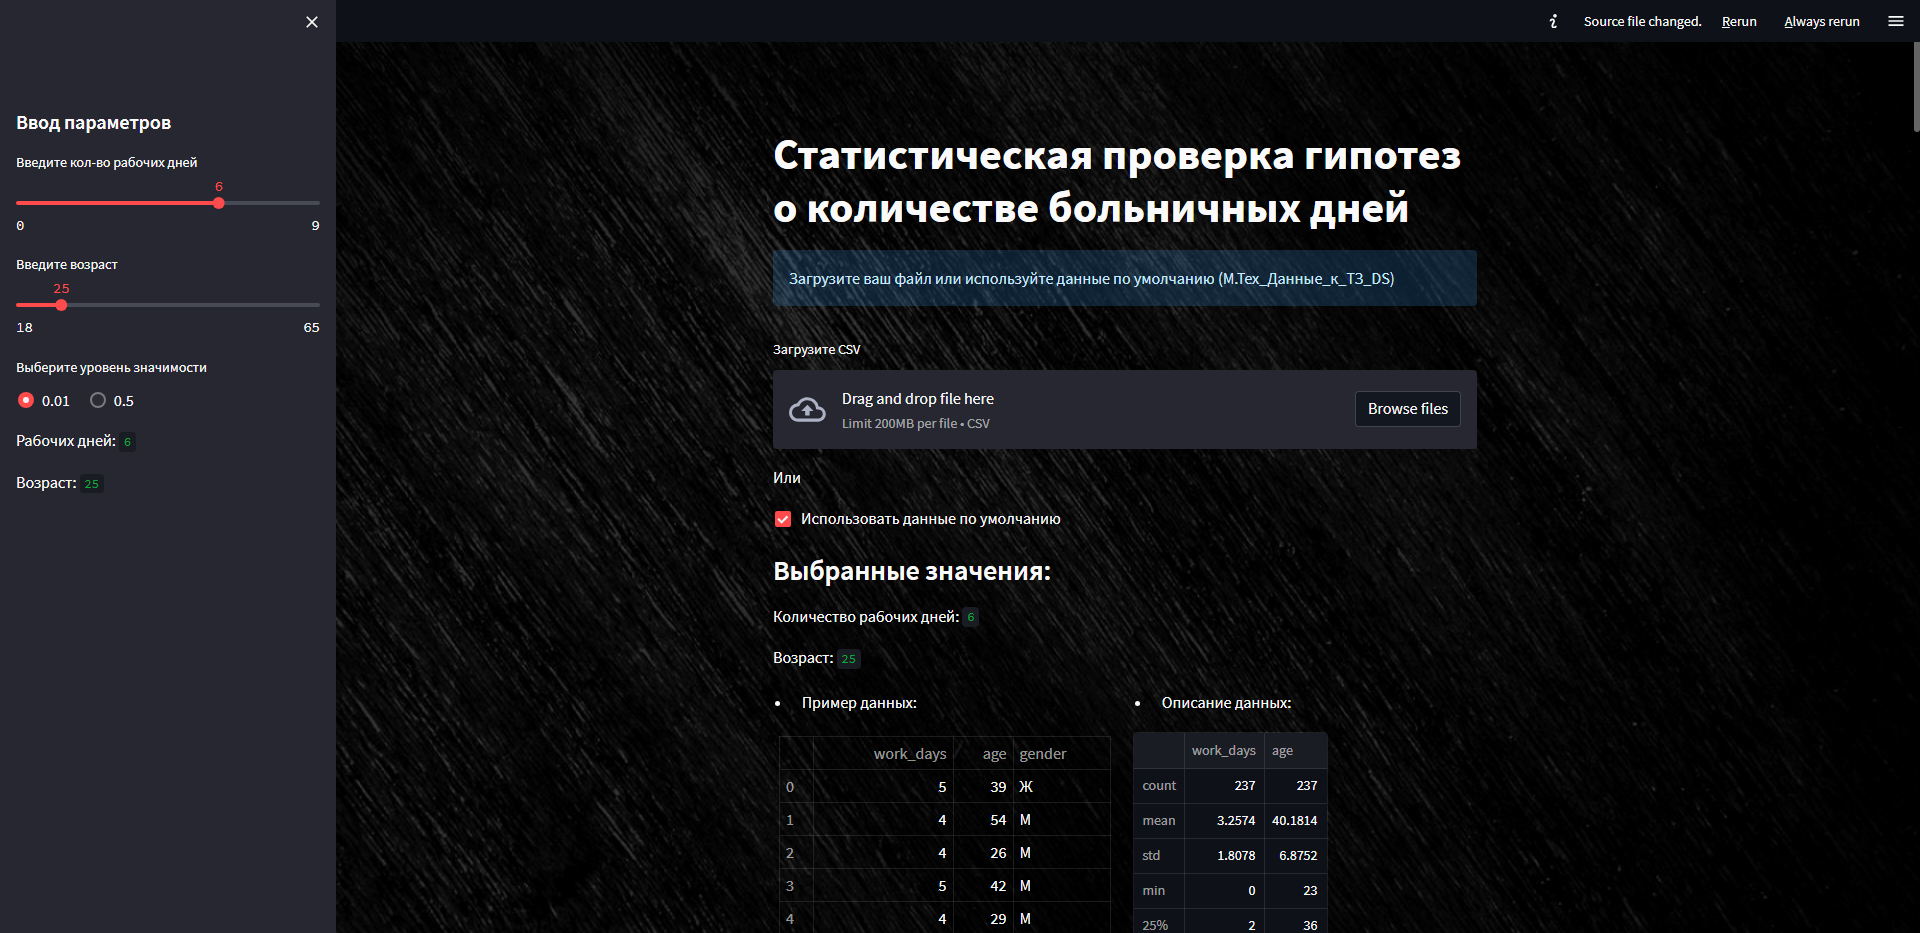 Source file changed. Rerun Always rerun
Ввод параметров
Введите кол-во рабочих дней
6
0 9
Введите возраст
25
18 65
Выберите уровень значимости
0.01 0.5
Рабочих дней: 6
Возраст: 25
Статистическая проверка гипотез
о количестве больничных дней
Загрузите ваш файл или используйте данные по умолчанию (М.Тех_Данные_к_ТЗ_DS)
Загрузите CSV
Drag and drop file here
Limit 200MB per file • CSV
Browse files
Или
Использовать данные по умолчанию
Выбранные значения:
Количество рабочих дней: 6
Возраст: 25
• Пример данных:
work_days age gender
0 5 39 Ж
1 4 54 М
2 4 26 М
3 5 42 М
4 4 29 М
• Описание данных:
work_days age
count 237 237
mean 3.2574 40.1814
std 1.8078 6.8752
min 0 23
25% 2 36